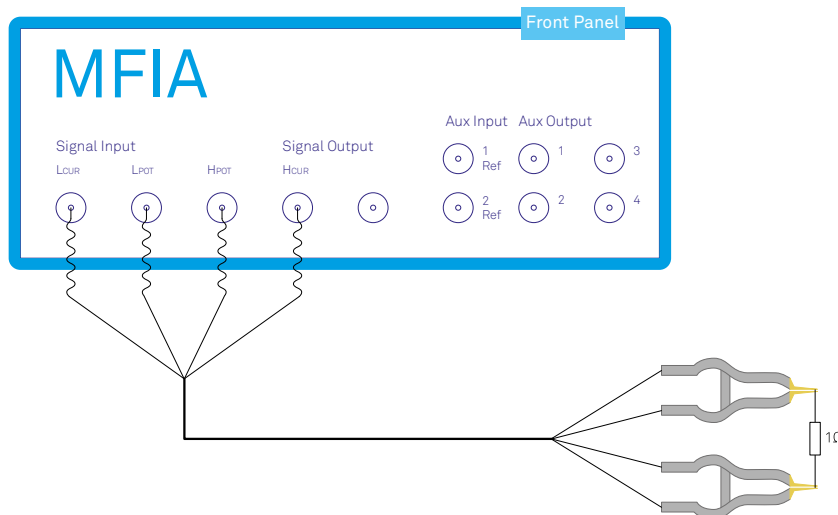 Front Panel
MFIA
Aux Input Aux Output
Signal Input Signal Output
LCUR LPOT HPOT HCUR
1 Ref 1 3
2 Ref 2 4
1Ω